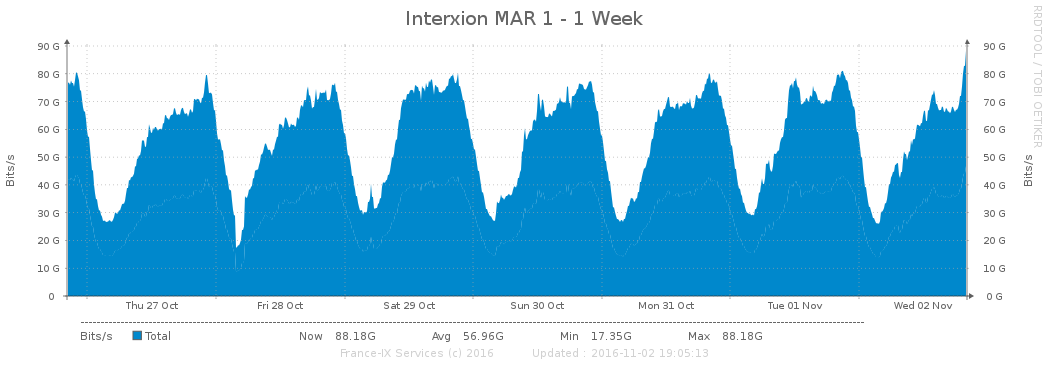 Interxion MAR 1 - 1 Week
RRDTOOL / TOBI OETIKER
90 G 90 G
80 G 80 G
70 G 70 G
60 G 60 G
50 G 50 G
40 G 40 G
30 G 30 G
20 G 20 G
10 G 10 G
0 0 G
Bits/s
Bits/s
Thu 27 Oct Fri 28 Oct Sat 29 Oct Sun 30 Oct Mon 31 Oct Tue 01 Nov Wed 02 Nov
Bits/s Total Now 88.18G Avg 56.96G Min 17.35G Max 88.18G
France-IX Services (c) 2016 Updated : 2016-11-02 19:05:13